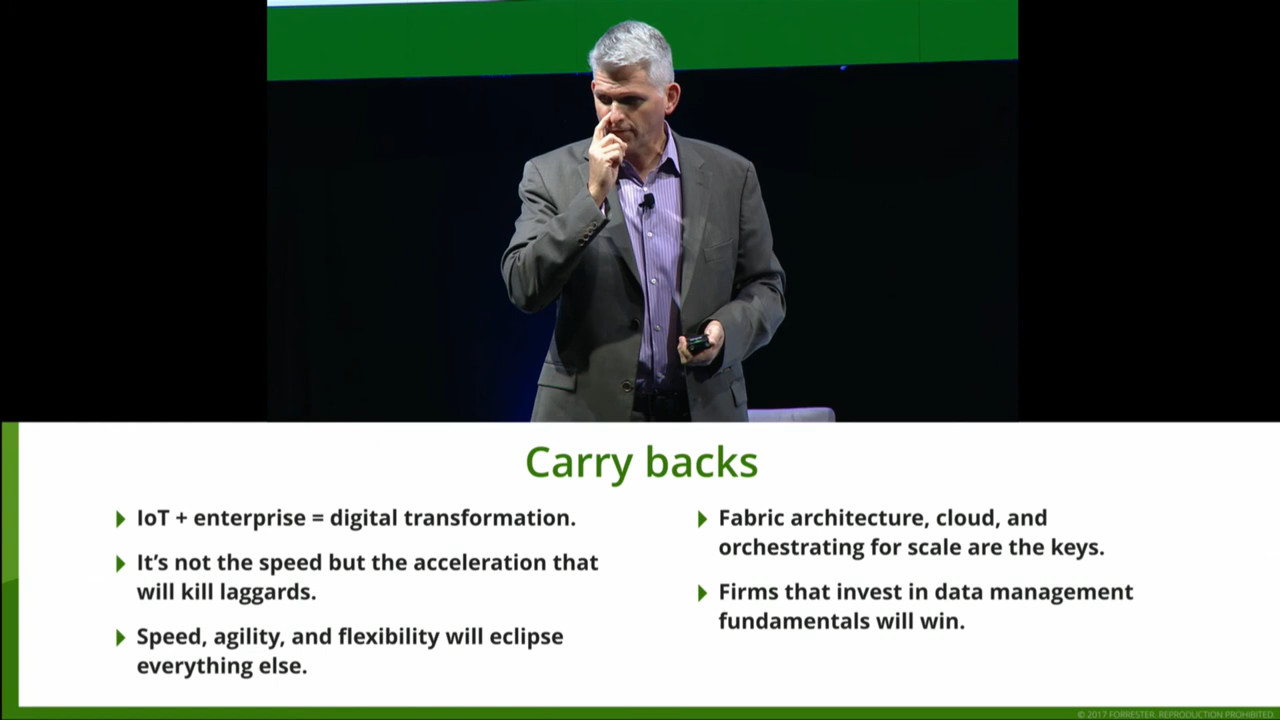 Carry backs
IoT + enterprise = digital transformation.
It’s not the speed but the acceleration that
will kill laggards.
Speed, agility, and flexibility will eclipse
everything else.
Fabric architecture, cloud, and
orchestrating for scale are the keys.
Firms that invest in data management
fundamentals will win.
© 2017 FORRESTER. REPRODUCTION PROHIBITED.